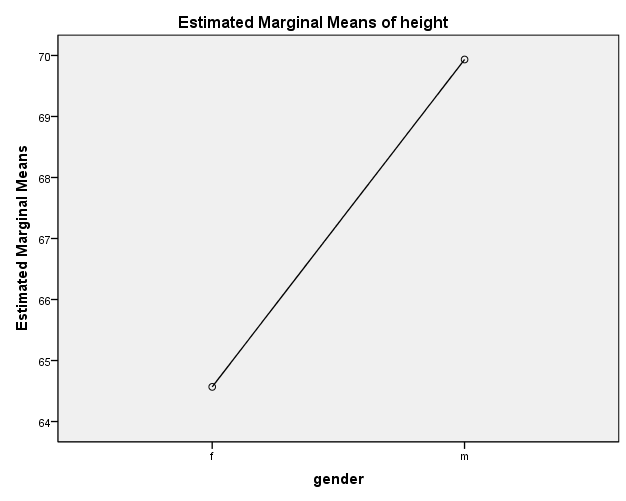 Estimated Marginal Means of height
Estimated Marginal Means
70
69
68
67
66
65
64
f
m
gender